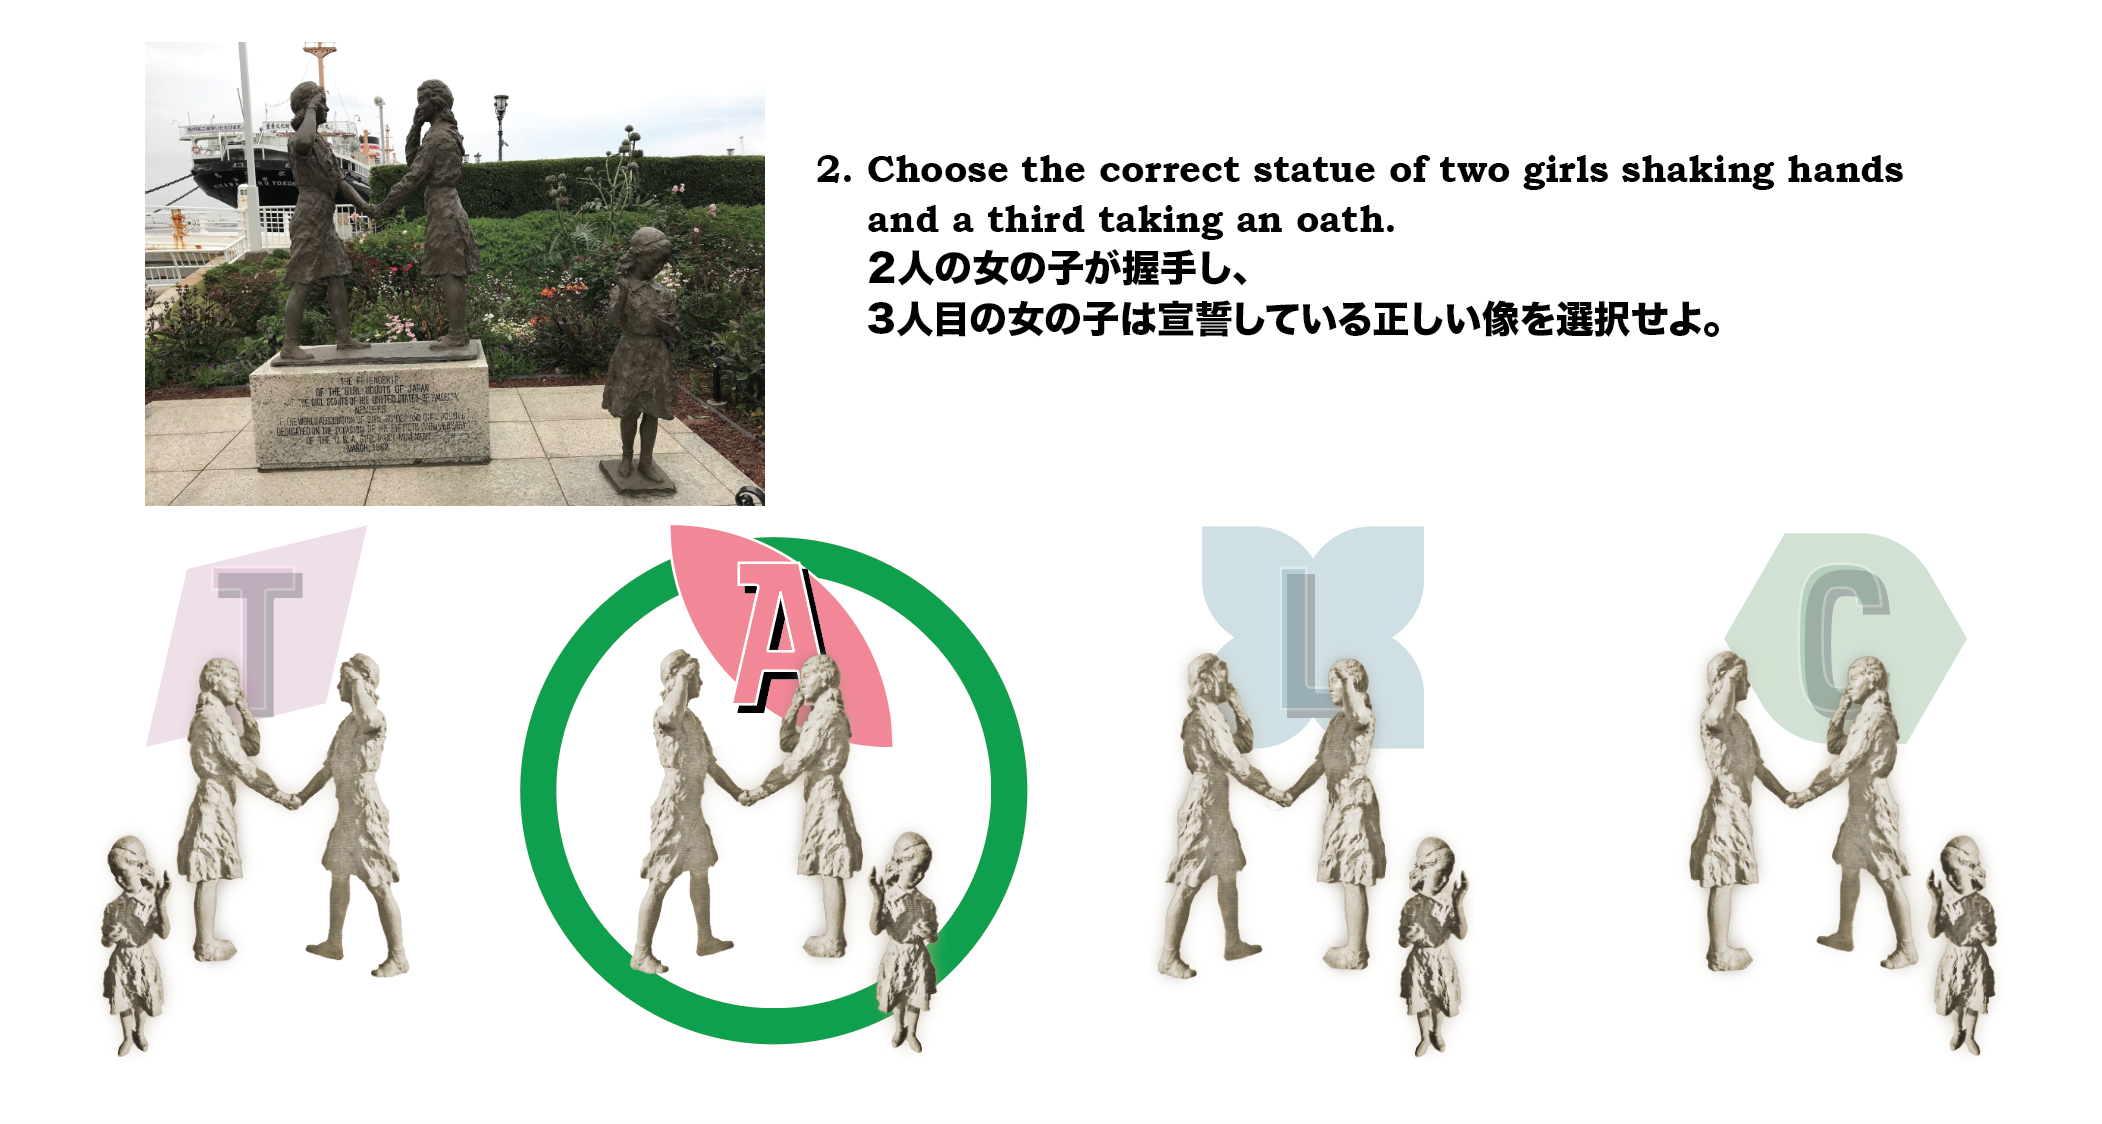 2. Choose the correct statue of two girls shaking hands
and a third taking an oath.
2人の女の子が握手し、
3人目の女の子は宣誓している正しい像を選択せよ。
THE FRIENDSHIP
OF THE GIRL SCOUTS OF JAPAN
THE GIRL SCOUTS OF THE UNITED STATES OF AMERICA
MEMBERS
OF THE WORLD ASSOCIATION OF GIRL GUIDES AND GIRL SCOUTS
DEDICATED ON THE OCCASION OF THE FIFTIETH ANNIVERSARY
OF THE U.S.A. GIRL SCOUT MOVEMENT
MARCH, 1962
T A L C